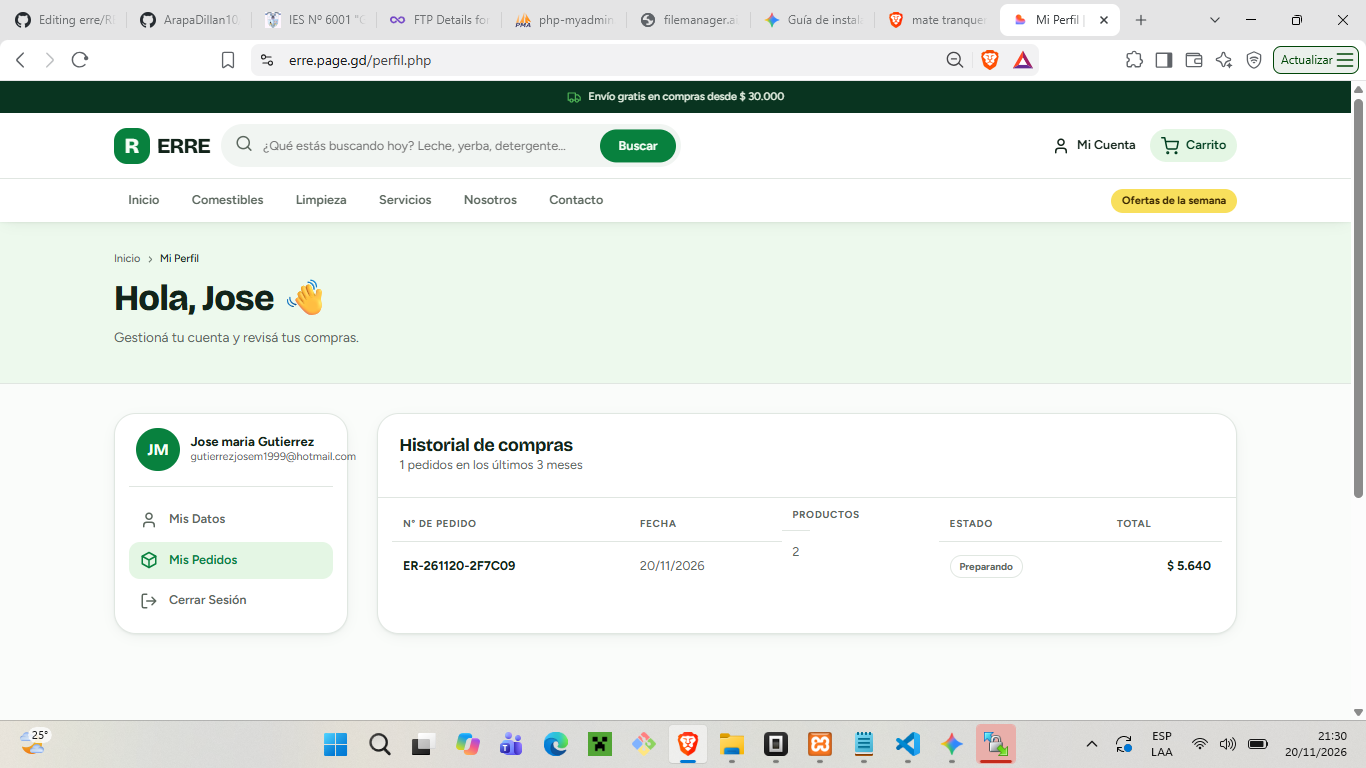 Editing erre/R
ArapaDillan10
IES Nº 6001 "G
FTP Details for
php-myadmin
filemanager.ai
Guía de instala
mate tranquer
Mi Perfil |
erre.page.gd/perfil.php
Actualizar
Envío gratis en compras desde $ 30.000
R ERRE
¿Qué estás buscando hoy? Leche, yerba, detergente...
Buscar
Mi Cuenta
Carrito
Inicio
Comestibles
Limpieza
Servicios
Nosotros
Contacto
Ofertas de la semana
Inicio > Mi Perfil
Hola, Jose 👋
Gestioná tu cuenta y revisá tus compras.
JM
Jose maria Gutierrez
gutierrezjosem1999@hotmail.com
Mis Datos
Mis Pedidos
Cerrar Sesión
Historial de compras
1 pedidos en los últimos 3 meses
N° DE PEDIDO
FECHA
PRODUCTOS
ESTADO
TOTAL
ER-261120-2F7C09
20/11/2026
2
Preparando
$ 5.640
25°
ESP
LAA
21:30
20/11/2026